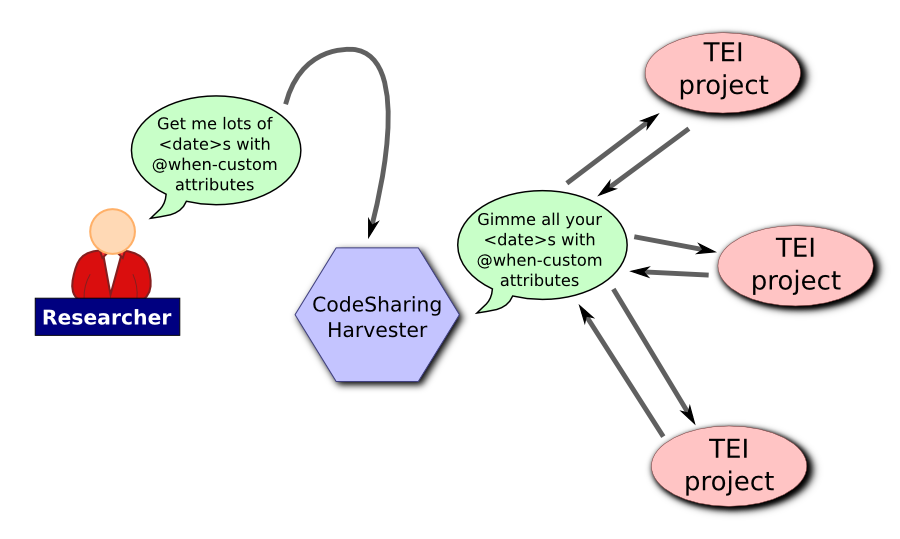 TEI
project
Get me lots of
<date>s with
@when-custom
attributes
Gimme all your
<date>s with
@when-custom
attributes
TEI
project
CodeSharing
Harvester
Researcher
TEI
project